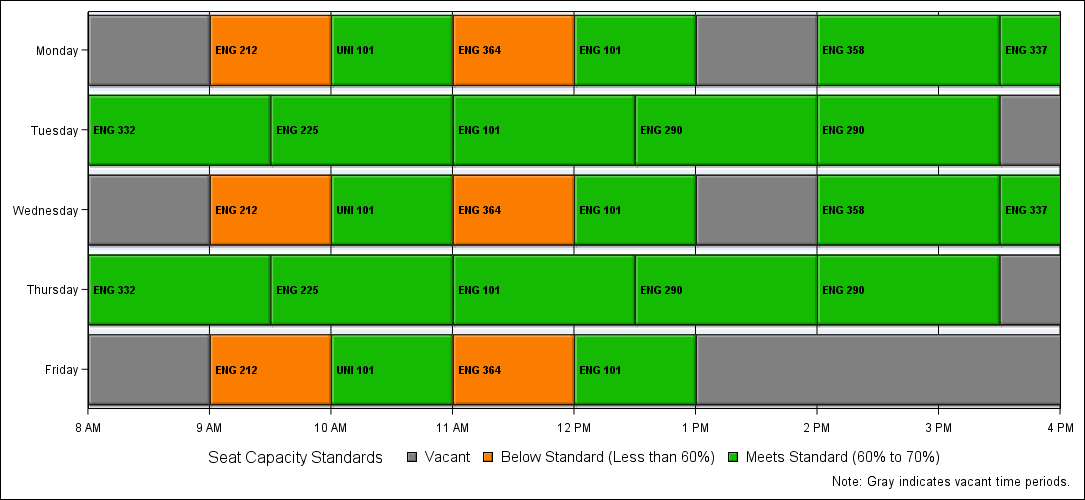 Monday ENG 212 UNI 101 ENG 364 ENG 101 ENG 358 ENG 337
Tuesday ENG 332 ENG 225 ENG 101 ENG 290 ENG 290
Wednesday ENG 212 UNI 101 ENG 364 ENG 101 ENG 358 ENG 337
Thursday ENG 332 ENG 225 ENG 101 ENG 290 ENG 290
Friday ENG 212 UNI 101 ENG 364 ENG 101
8 AM 9 AM 10 AM 11 AM 12 PM 1 PM 2 PM 3 PM 4 PM
Seat Capacity Standards Vacant Below Standard (Less than 60%) Meets Standard (60% to 70%)
Note: Gray indicates vacant time periods.